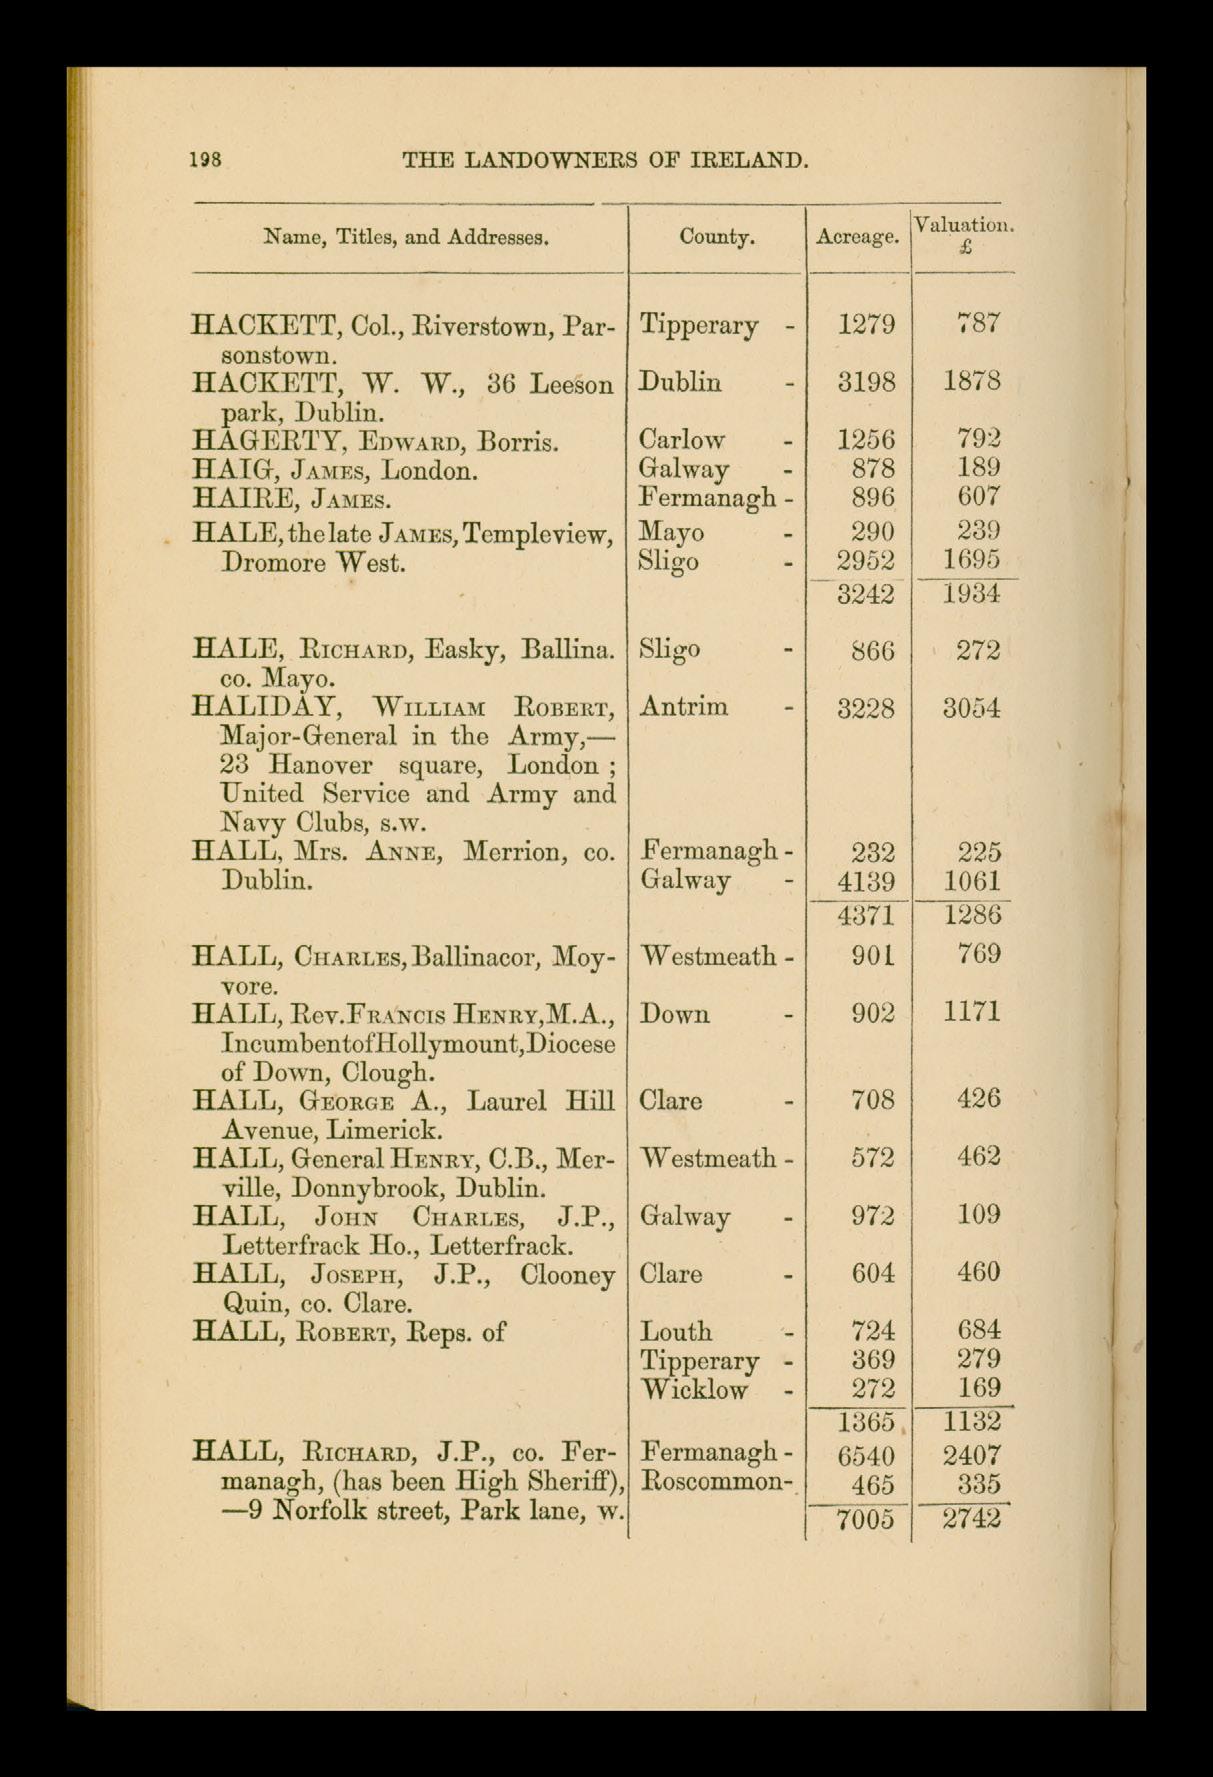 198 THE LANDOWNERS OF IRELAND.
Name, Titles, and Addresses. County. Acreage. Valuation. £
HACKETT, Col., Riverstown, Par- Tipperary - 1279 787
sonstown.
HACKETT, W. W., 36 Leeson Dublin - 3198 1878
park, Dublin.
HAGERTY, EDWARD, Borris. Carlow - 1256 792
HAIG, JAMES, London. Galway - 878 189
HAIRE, JAMES. Fermanagh - 896 607
HALE, the late JAMES, Templeview, Mayo - 290 239
Dromore West. Sligo - 2952 1695
3242 1934
HALE, RICHARD, Easky, Ballina. Sligo - 866 272
co. Mayo.
HALIDAY, WILLIAM ROBERT, Antrim - 3228 3054
Major-General in the Army,—
23 Hanover square, London ;
United Service and Army and
Navy Clubs, s.w.
HALL, Mrs. ANNE, Merrion, co. Fermanagh - 232 225
Dublin. Galway - 4139 1061
4371 1286
HALL, CHARLES, Ballinacor, Moy- Westmeath - 901 769
vore.
HALL, Rev. FRANCIS HENRY, M.A., Down - 902 1171
Incumbent of Hollymount, Diocese
of Down, Clough.
HALL, GEORGE A., Laurel Hill Clare - 708 426
Avenue, Limerick.
HALL, General HENRY, C.B., Mer- Westmeath - 572 462
ville, Donnybrook, Dublin.
HALL, JOHN CHARLES, J.P., Galway - 972 109
Letterfrack Ho., Letterfrack.
HALL, JOSEPH, J.P., Clooney Clare - 604 460
Quin, co. Clare.
HALL, ROBERT, Reps. of Louth - 724 684
Tipperary - 369 279
Wicklow - 272 169
1365 1132
HALL, RICHARD, J.P., co. Fer- Fermanagh - 6540 2407
managh, (has been High Sheriff), Roscommon- 465 335
—9 Norfolk street, Park lane, w. 7005 2742